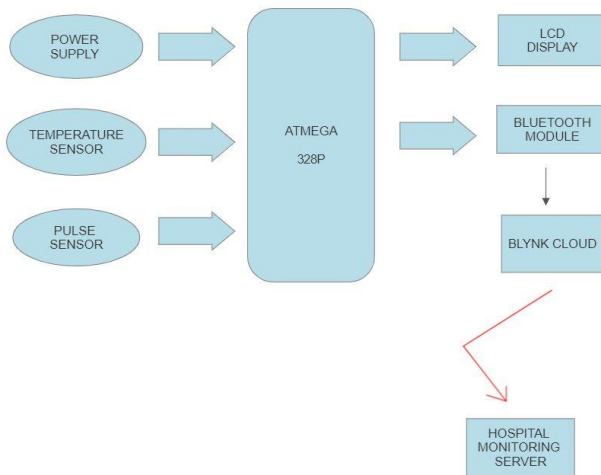 POWER
SUPPLY
LCD
DISPLAY
TEMPERATURE
SENSOR
ATMEGA
328P
BLUETOOTH
MODULE
PULSE
SENSOR
BLYNK CLOUD
HOSPITAL
MONITORING
SERVER